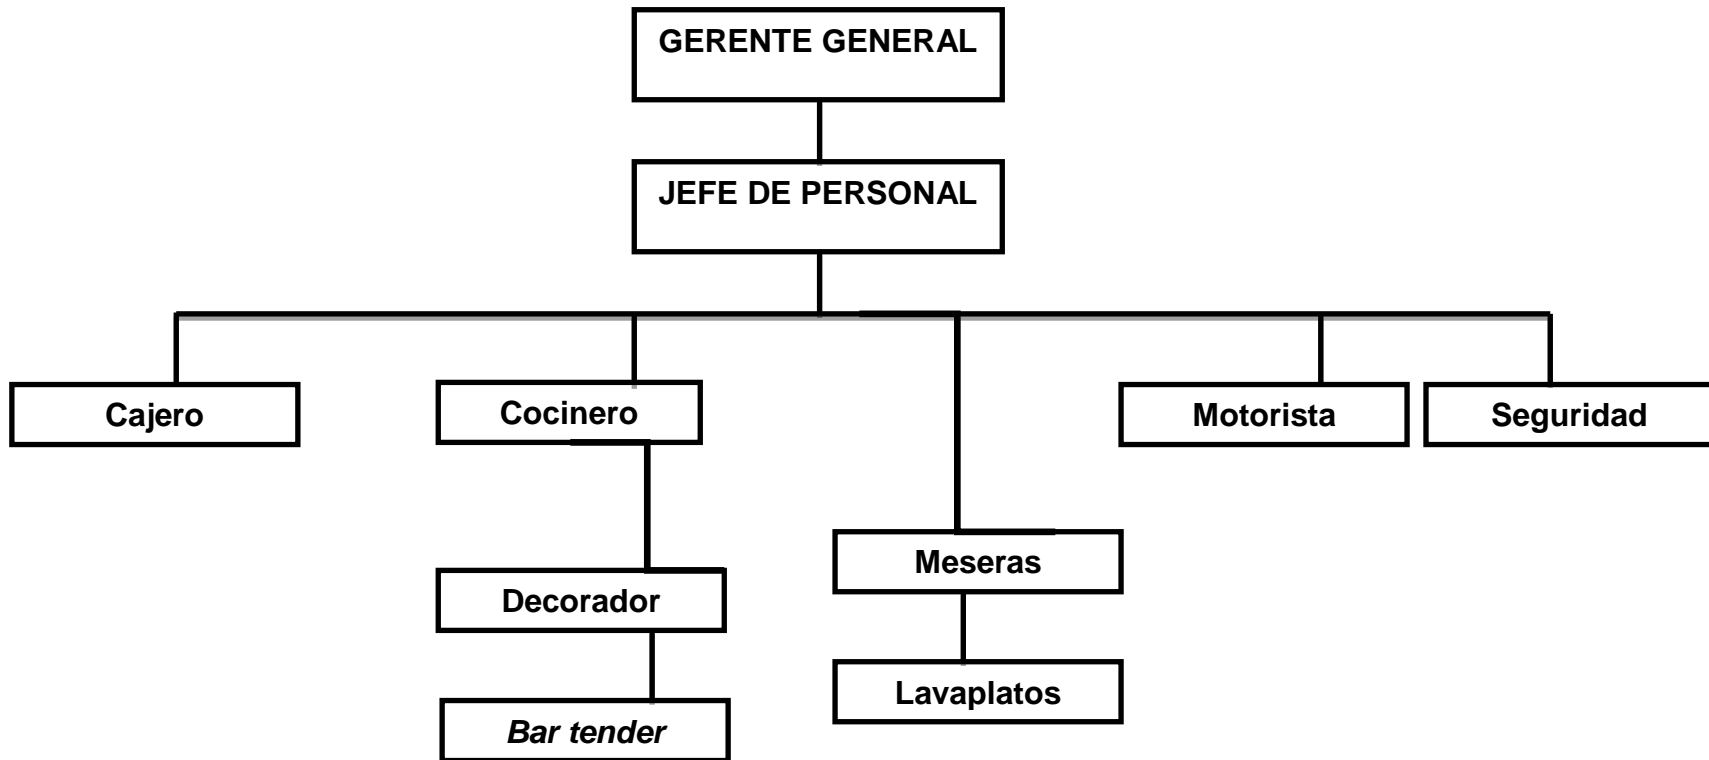 GERENTE GENERAL
JEFE DE PERSONAL
Cajero
Cocinero
Motorista
Seguridad
Meseras
Decorador
Lavaplatos
Bar tender